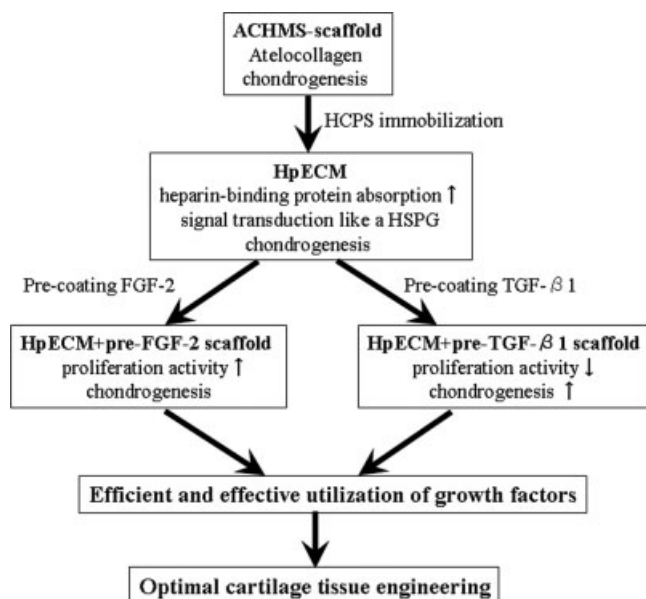 ACHMS-scaffold
Atelocollagen
chondrogenesis
HCPS immobilization
HpECM
heparin-binding protein absorption ↑
signal transduction like a HSPG
chondrogenesis
Pre-coating FGF-2
Pre-coating TGF-β1
HpECM+pre-FGF-2 scaffold
proliferation activity ↑
chondrogenesis
HpECM+pre-TGF-β1 scaffold
proliferation activity ↓
chondrogenesis ↑
Efficient and effective utilization of growth factors
Optimal cartilage tissue engineering